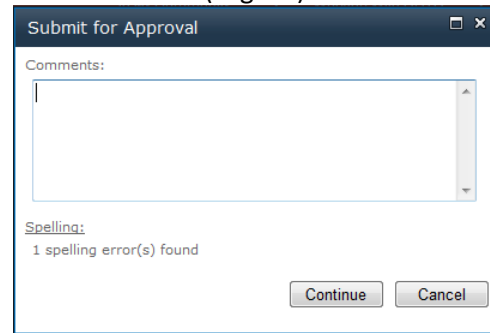 Submit for Approval
Comments:
Spelling:
1 spelling error(s) found
Continue Cancel